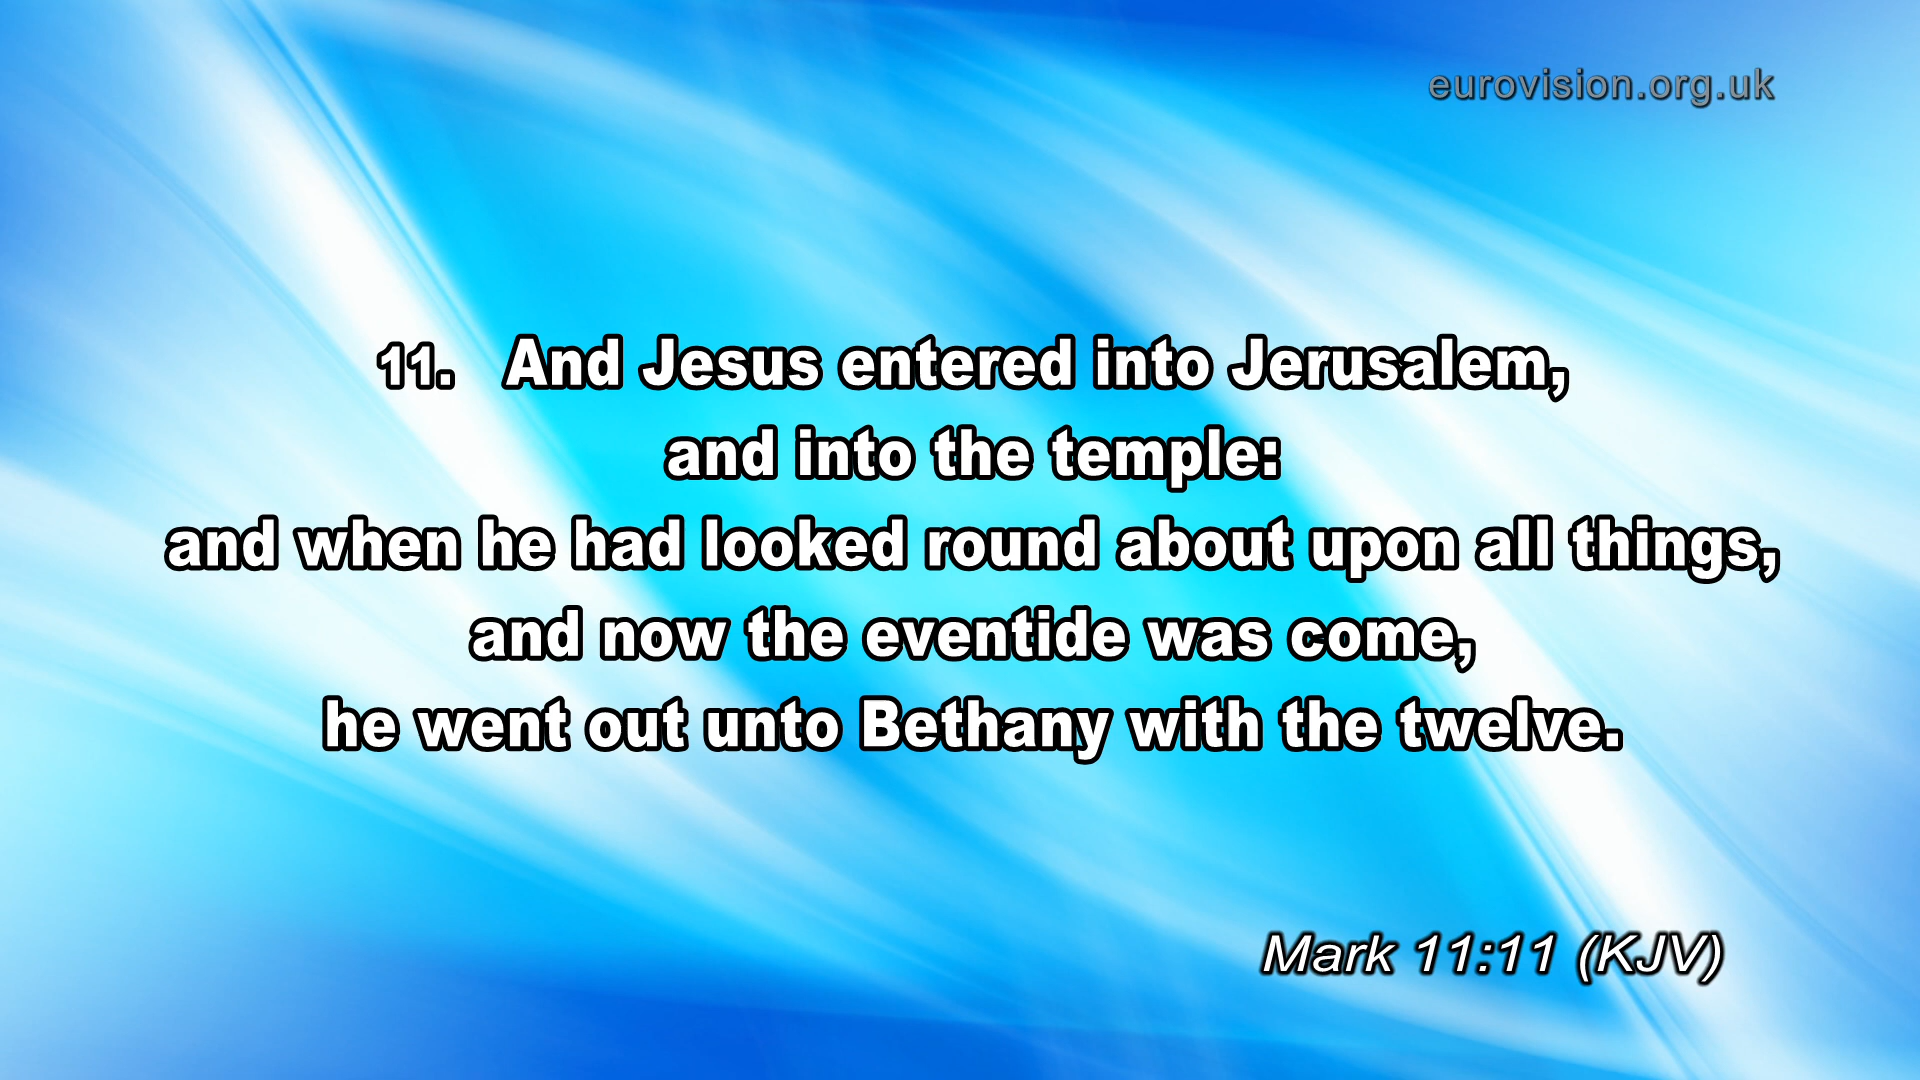 eurovision.org.uk
11. And Jesus entered into Jerusalem,
and into the temple:
and when he had looked round about upon all things,
and now the eventide was come,
he went out unto Bethany with the twelve.
Mark 11:11 (KJV)